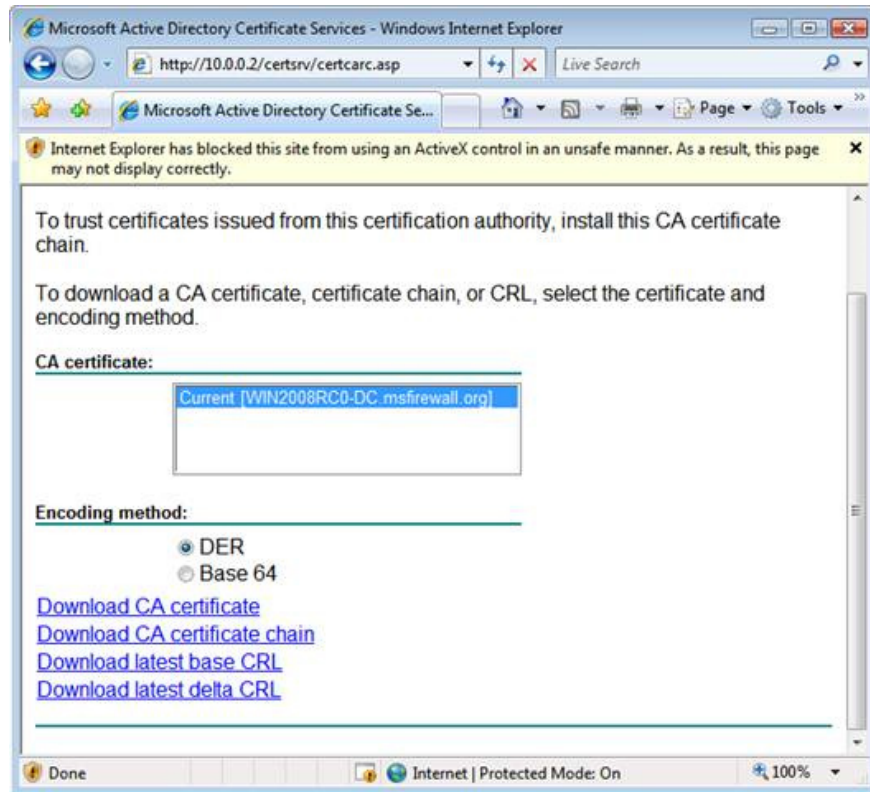 Microsoft Active Directory Certificate Services - Windows Internet Explorer
http://10.0.0.2/certsrv/certcarc.asp
Live Search
Microsoft Active Directory Certificate Se...
Page
Tools
Internet Explorer has blocked this site from using an ActiveX control in an unsafe manner. As a result, this page
may not display correctly.
To trust certificates issued from this certification authority, install this CA certificate
chain.
To download a CA certificate, certificate chain, or CRL, select the certificate and
encoding method.
CA certificate:
Current [WIN2008RC0-DC.msfirewall.org]
Encoding method:
DER
Base 64
Download CA certificate
Download CA certificate chain
Download latest base CRL
Download latest delta CRL
Done
Internet | Protected Mode: On
100%